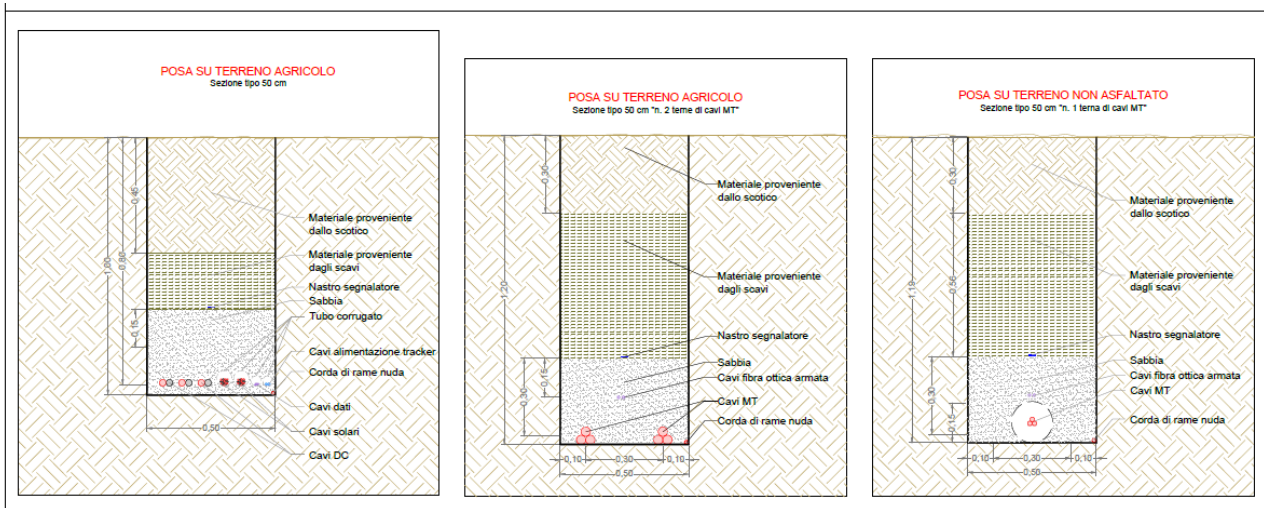 POSA SU TERRENO AGRICOLO
Sezione tipo 50 cm
1,00
0,80
0,45
0,15
0,50
Materiale proveniente
dallo scotico
Materiale proveniente
dagli scavi
Nastro segnalatore
Sabbia
Tubo corrugato
Cavi alimentazione tracker
Corda di rame nuda
Cavi dati
Cavi solari
Cavi DC
POSA SU TERRENO AGRICOLO
Sezione tipo 50 cm "n. 2 terne di cavi MT"
0,30
1,20
0,15
0,30
0,10
0,30
0,10
0,50
Materiale proveniente
dallo scotico
Materiale proveniente
dagli scavi
Nastro segnalatore
Sabbia
Cavi fibra ottica armata
Cavi MT
Corda di rame nuda
POSA SU TERRENO NON ASFALTATO
Sezione tipo 50 cm "n. 1 terna di cavi MT"
0,30
1,19
0,56
0,30
0,15
0,10
0,30
0,10
0,50
Materiale proveniente
dallo scotico
Materiale proveniente
dagli scavi
Nastro segnalatore
Sabbia
Cavi fibra ottica armata
Cavi MT
Corda di rame nuda